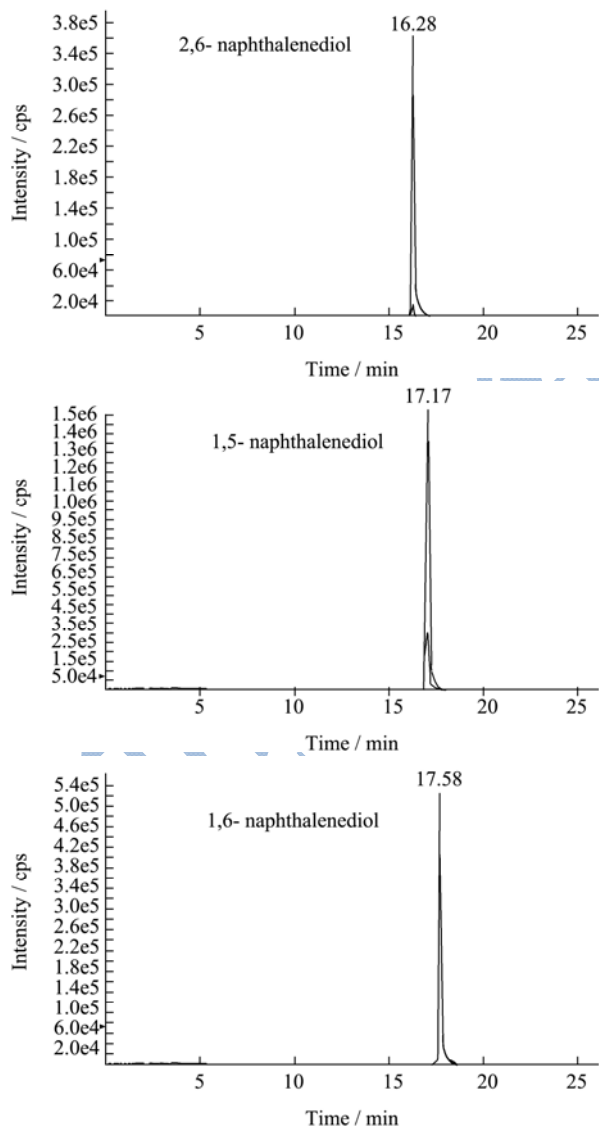 16.28
2,6- naphthalenediol
3.8e5
3.4e5
3.0e5
2.6e5
2.2e5
1.8e5
1.4e5
1.0e5
6.0e4
2.0e4
Intensity / cps
5 10 15 20 25
Time / min
17.17
1,5- naphthalenediol
1.5e6
1.4e6
1.3e6
1.2e6
1.1e6
1.0e6
9.5e5
8.5e5
7.5e5
6.5e5
5.5e5
4.5e5
3.5e5
2.5e5
1.5e5
5.0e4
Intensity / cps
5 10 15 20 25
Time / min
17.58
1,6- naphthalenediol
5.4e5
5.0e5
4.6e5
4.2e5
3.8e5
3.4e5
3.0e5
2.6e5
2.2e5
1.8e5
1.4e5
1.0e5
6.0e4
2.0e4
Intensity / cps
5 10 15 20 25
Time / min